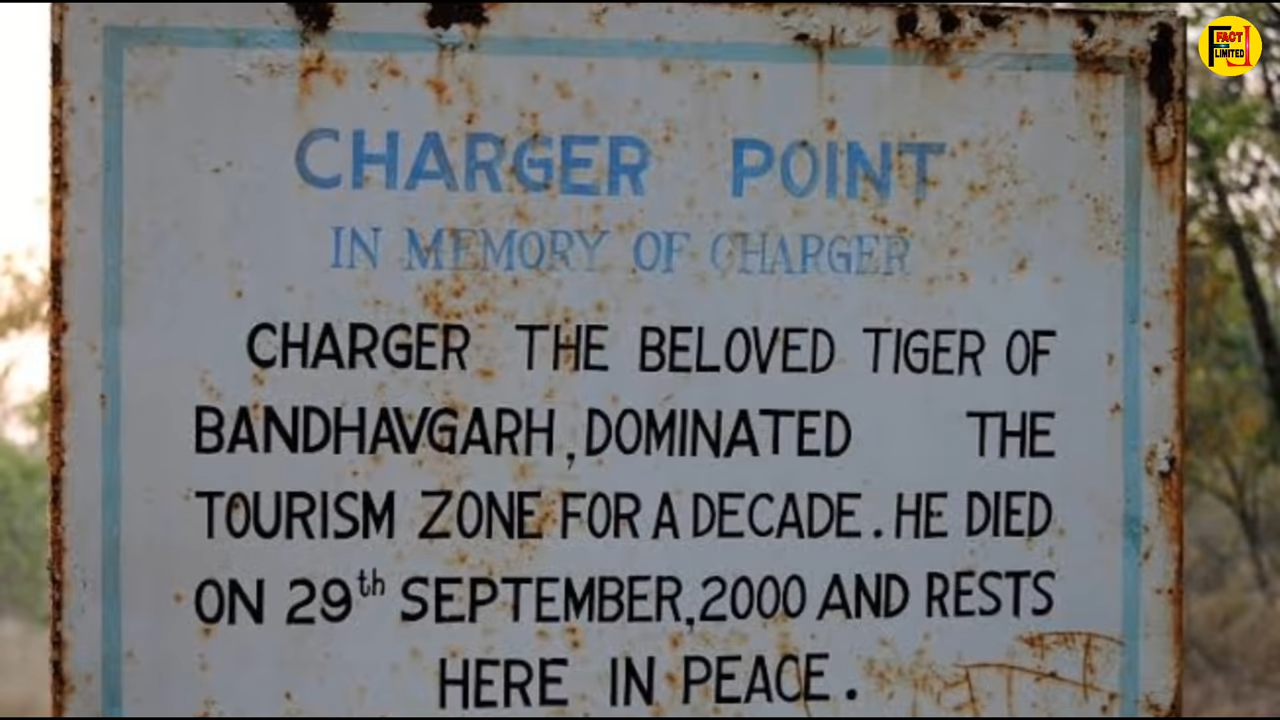 FACT
LIMITED
CHARGER POINT
IN MEMORY OF CHARGER
CHARGER THE BELOVED TIGER OF
BANDHAVGARH, DOMINATED THE
TOURISM ZONE FOR A DECADE. HE DIED
ON 29th SEPTEMBER, 2000 AND RESTS
HERE IN PEACE.